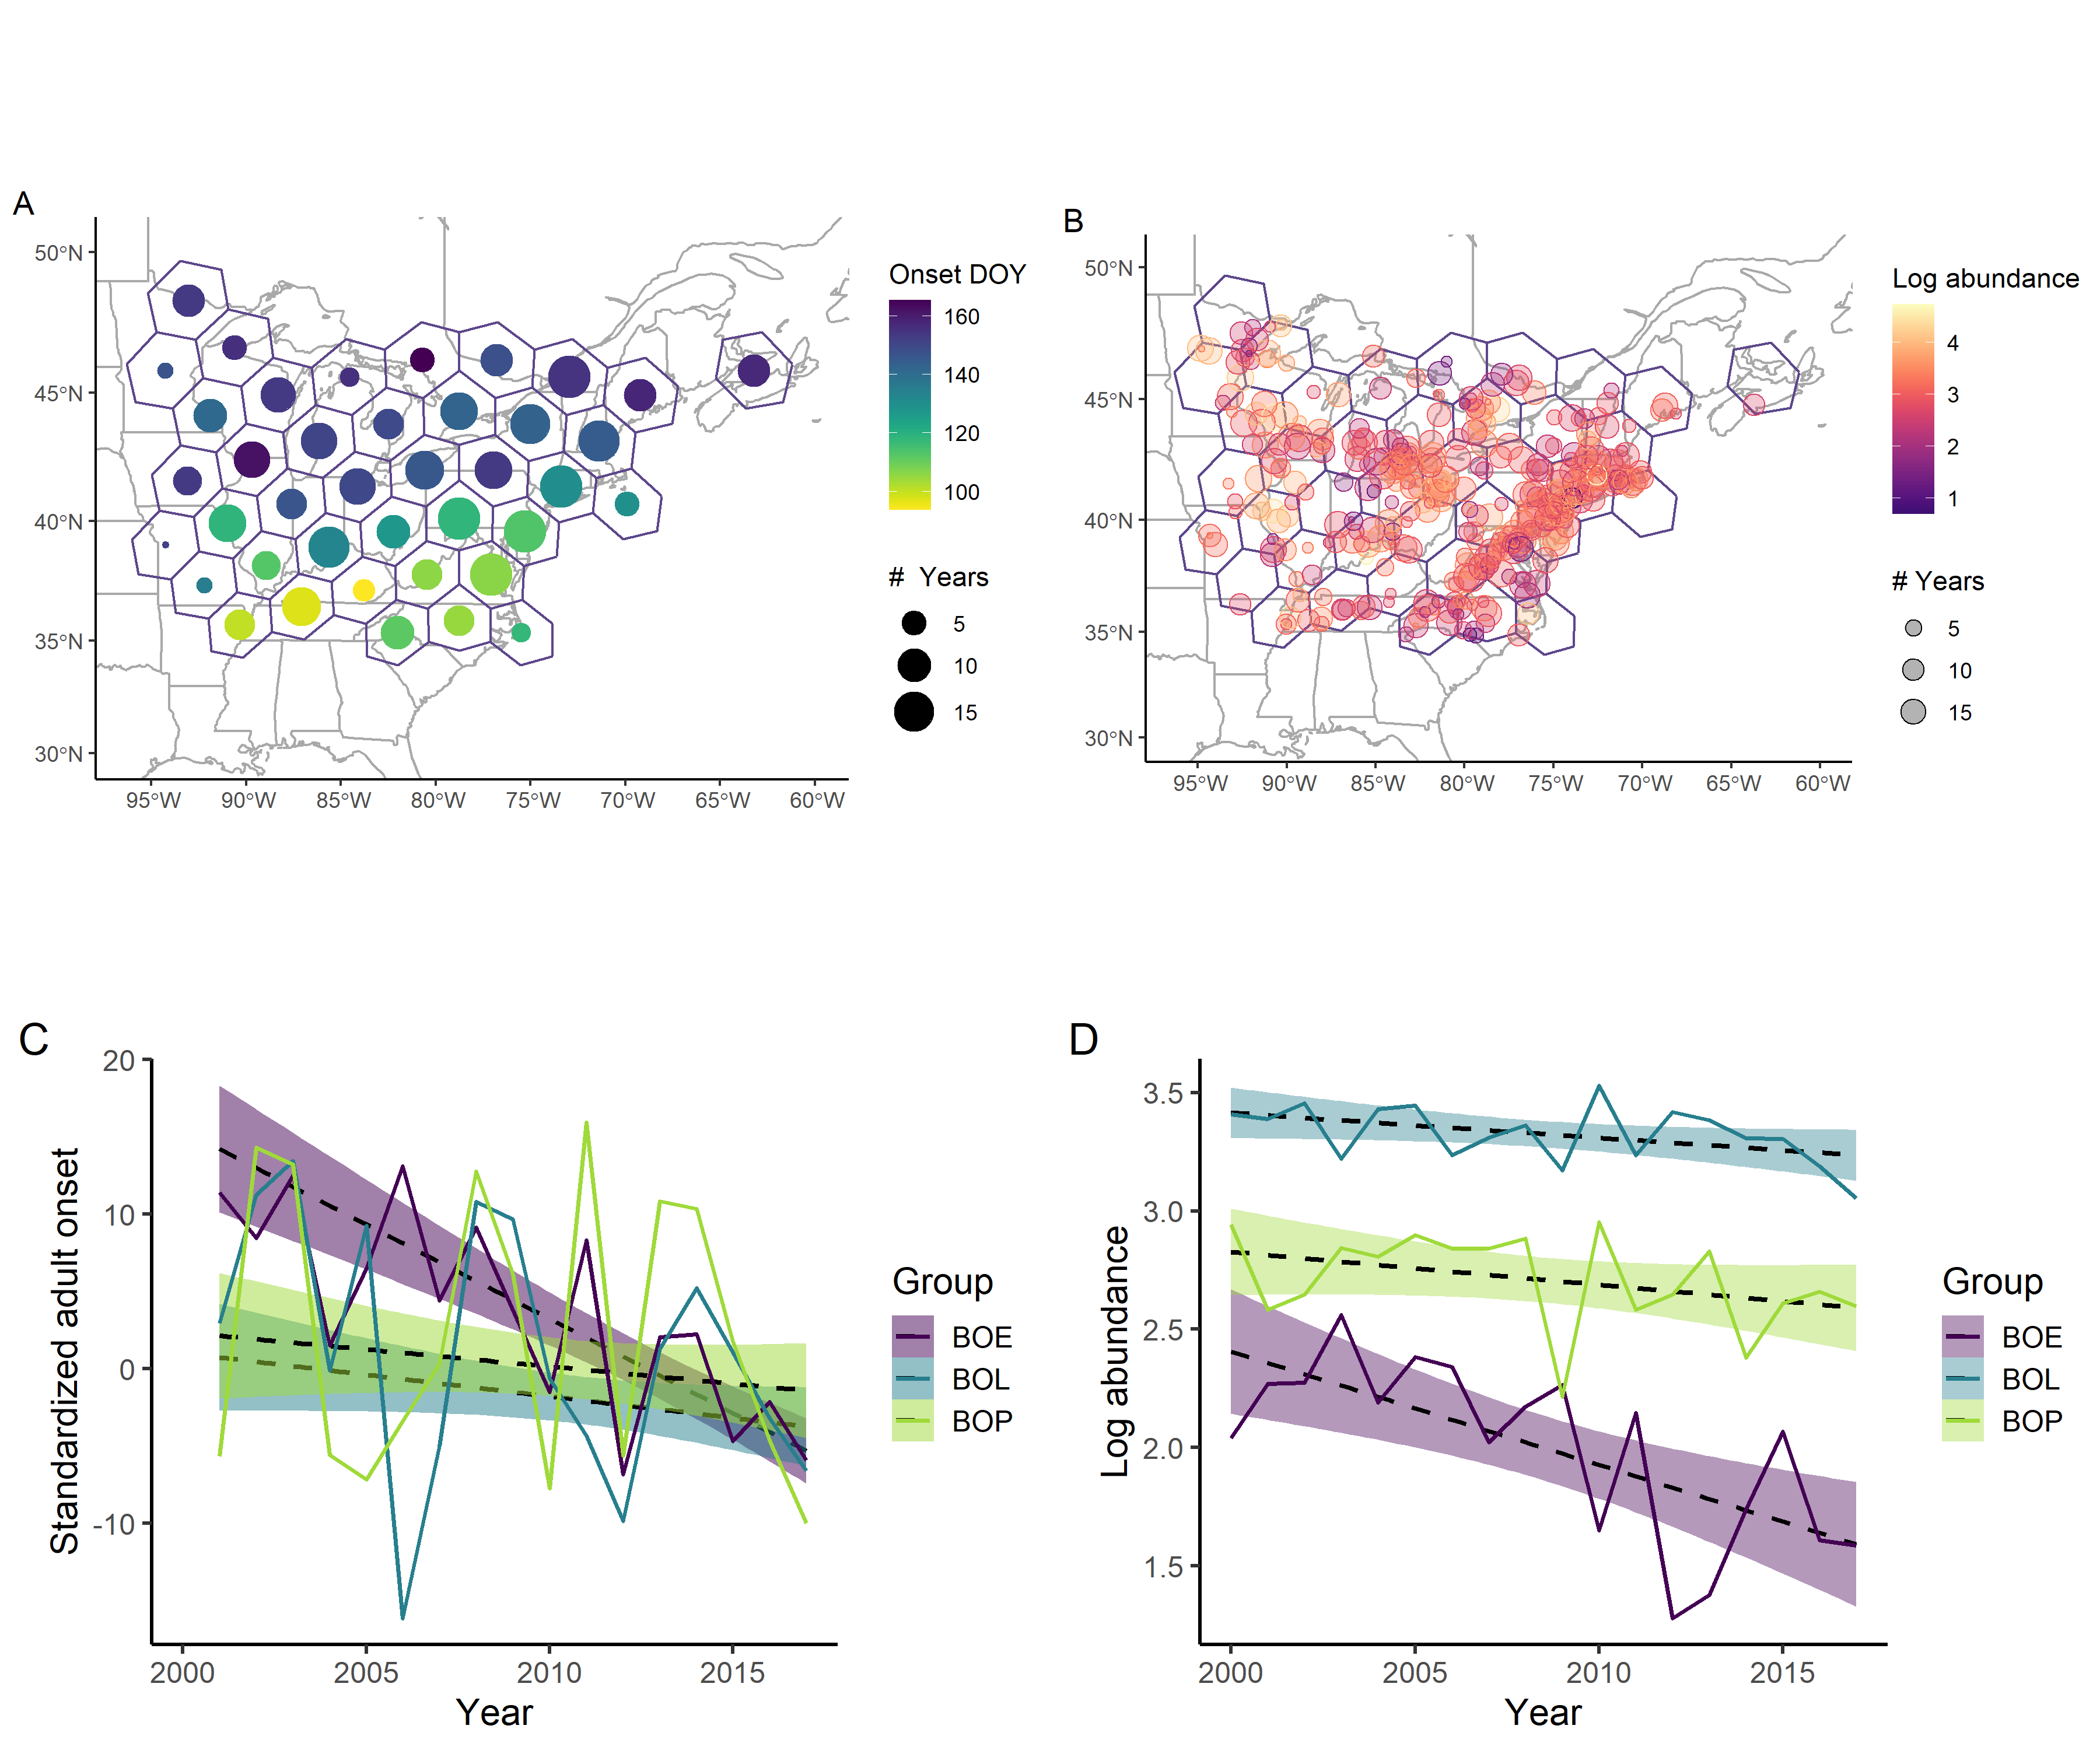 A
50°N
45°N
40°N
35°N
30°N
95°W 90°W 85°W 80°W 75°W 70°W 65°W 60°W
Onset DOY
160
140
120
100
# Years
5
10
15
B
50°N
45°N
40°N
35°N
30°N
95°W 90°W 85°W 80°W 75°W 70°W 65°W 60°W
Log abundance
4
3
2
1
# Years
5
10
15
C
Standardized adult onset
20
10
0
-10
2000 2005 2010 2015
Year
Group
BOE
BOL
BOP
D
Log abundance
3.5
3.0
2.5
2.0
1.5
2000 2005 2010 2015
Year
Group
BOE
BOL
BOP